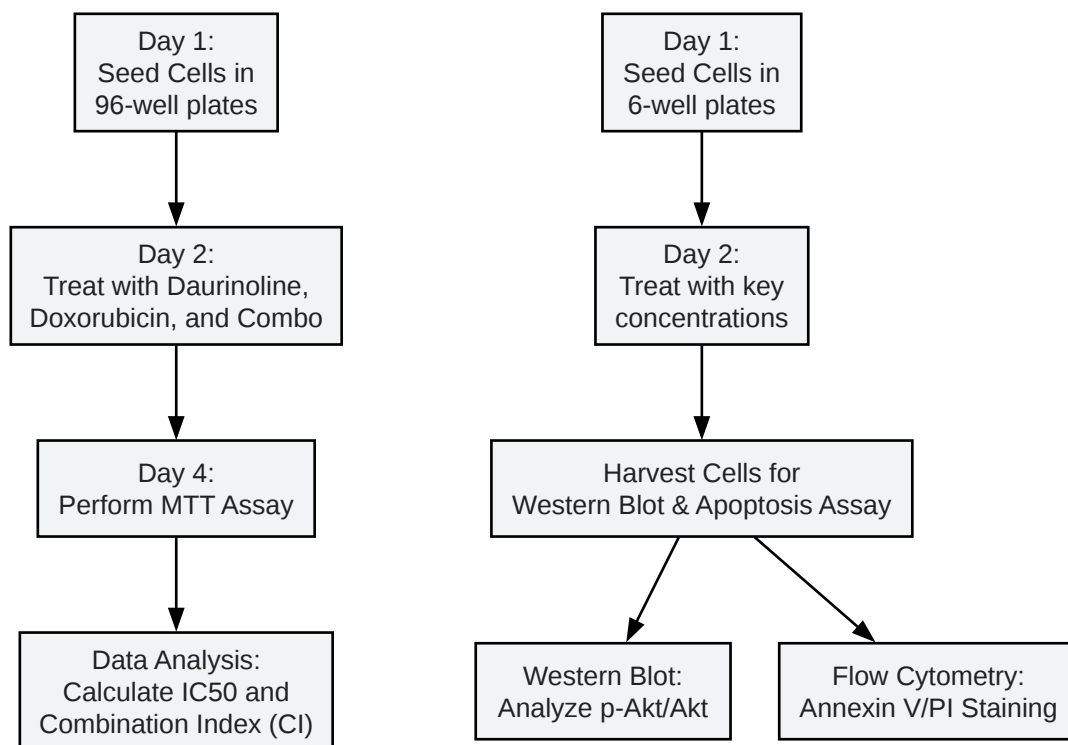 Day 1:
Seed Cells in
96-well plates
Day 2:
Treat with Daurinoline,
Doxorubicin, and Combo
Day 4:
Perform MTT Assay
Data Analysis:
Calculate IC50 and
Combination Index (CI)
Day 1:
Seed Cells in
6-well plates
Day 2:
Treat with key
concentrations
Harvest Cells for
Western Blot & Apoptosis Assay
Western Blot:
Analyze p-Akt/Akt
Flow Cytometry:
Annexin V/PI Staining